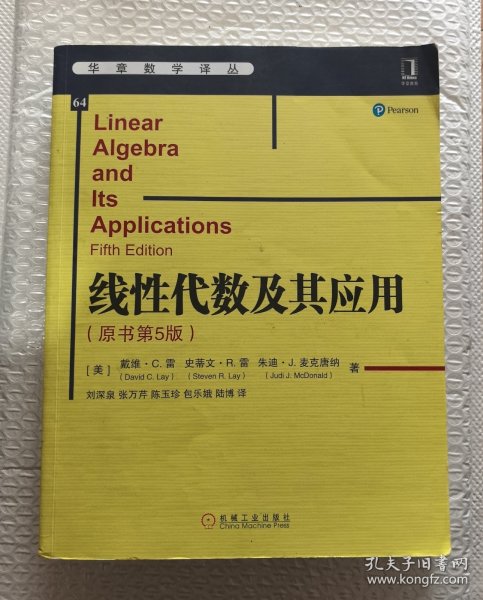 华章数学译丛
64
Pearson
Linear
Algebra
and
Its
Applications
Fifth Edition
线性代数及其应用
(原书第5版)
[美] 戴维·C.雷 史蒂文·R.雷 朱迪·J.麦克唐纳 著
(David C. Lay) (Steven R. Lay) (Judi J. McDonald)
刘深泉 张万芹 陈玉珍 包乐娥 陆博 译
机械工业出版社
China Machine Press
孔夫子旧书网
www.kongfz.com